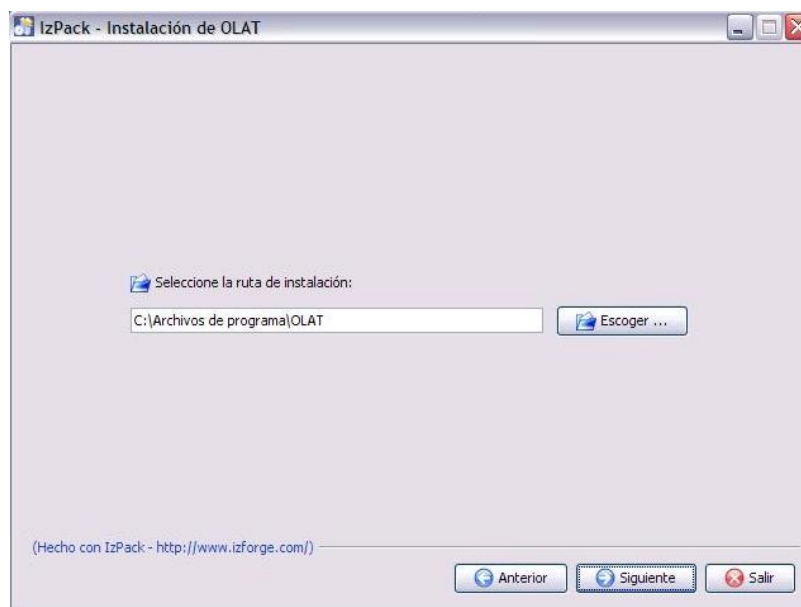 IzPack - Instalación de OLAT
Seleccione la ruta de instalación:
C:\Archivos de programa\OLAT
Escoger ...
(Hecho con IzPack - http://www.izforge.com/)
Anterior
Siguiente
Salir